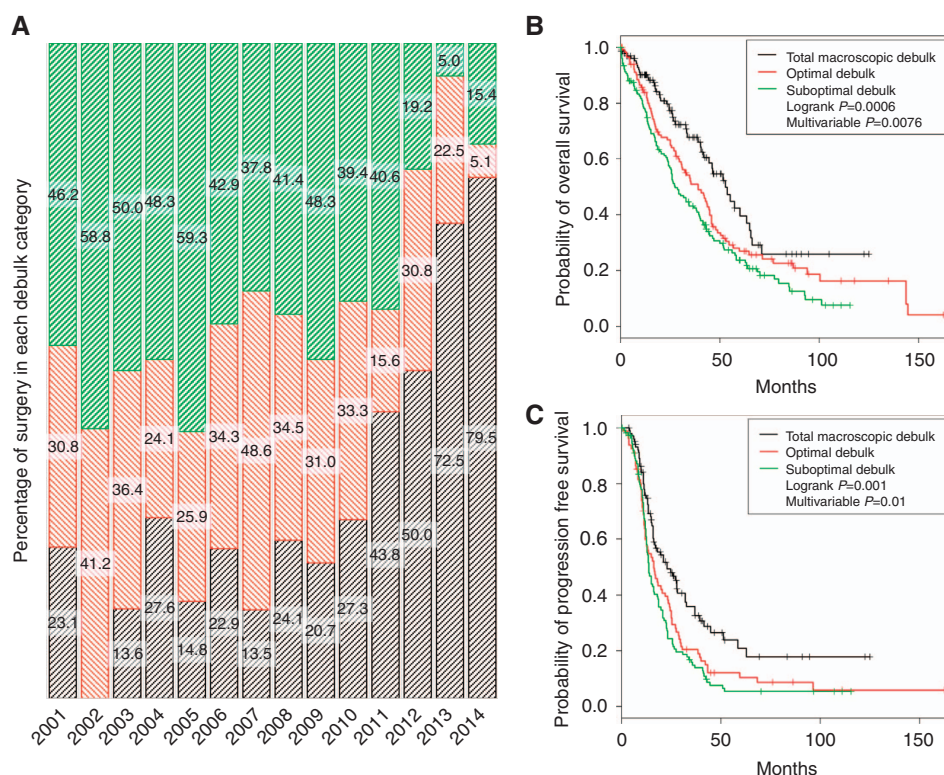 A
Percentage of surgery in each debulk category
46.2
30.8
23.1
58.8
41.2
50.0
36.4
13.6
48.3
24.1
27.6
59.3
25.9
14.8
42.9
34.3
22.9
37.8
48.6
13.5
41.4
34.5
24.1
48.3
31.0
20.7
39.4
33.3
27.3
40.6
15.6
43.8
19.2
30.8
50.0
5.0
22.5
72.5
15.4
5.1
79.5
2001 2002 2003 2004 2005 2006 2007 2008 2009 2010 2011 2012 2013 2014
B
Probability of overall survival
1.0
0.8
0.6
0.4
0.2
0.0
Total macroscopic debulk
Optimal debulk
Suboptimal debulk
Logrank P=0.0006
Multivariable P=0.0076
0 50 100 150
Months
C
Probability of progression free survival
1.0
0.8
0.6
0.4
0.2
0.0
Total macroscopic debulk
Optimal debulk
Suboptimal debulk
Logrank P=0.001
Multivariable P=0.01
0 50 100 150
Months